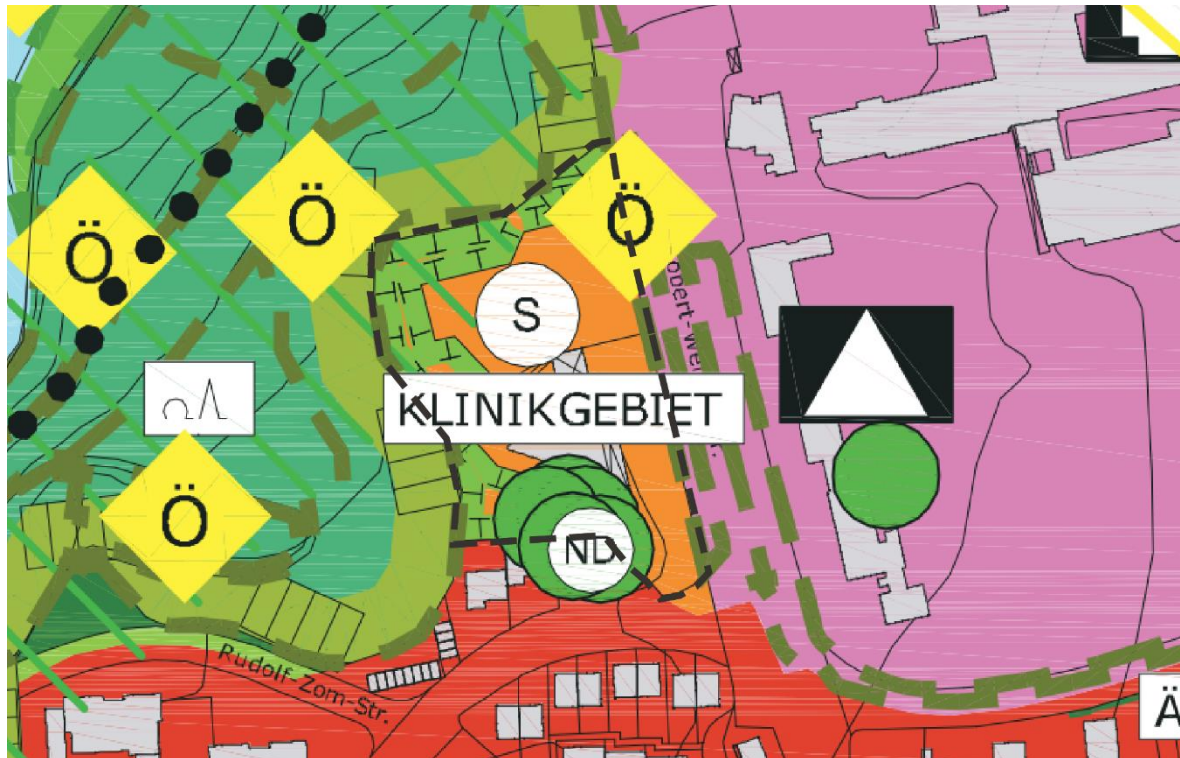 Ö
Ö
Ö
S
KLINIKGEBIET
Ö
ND
Rudolf-Zorn-Str.
Ä